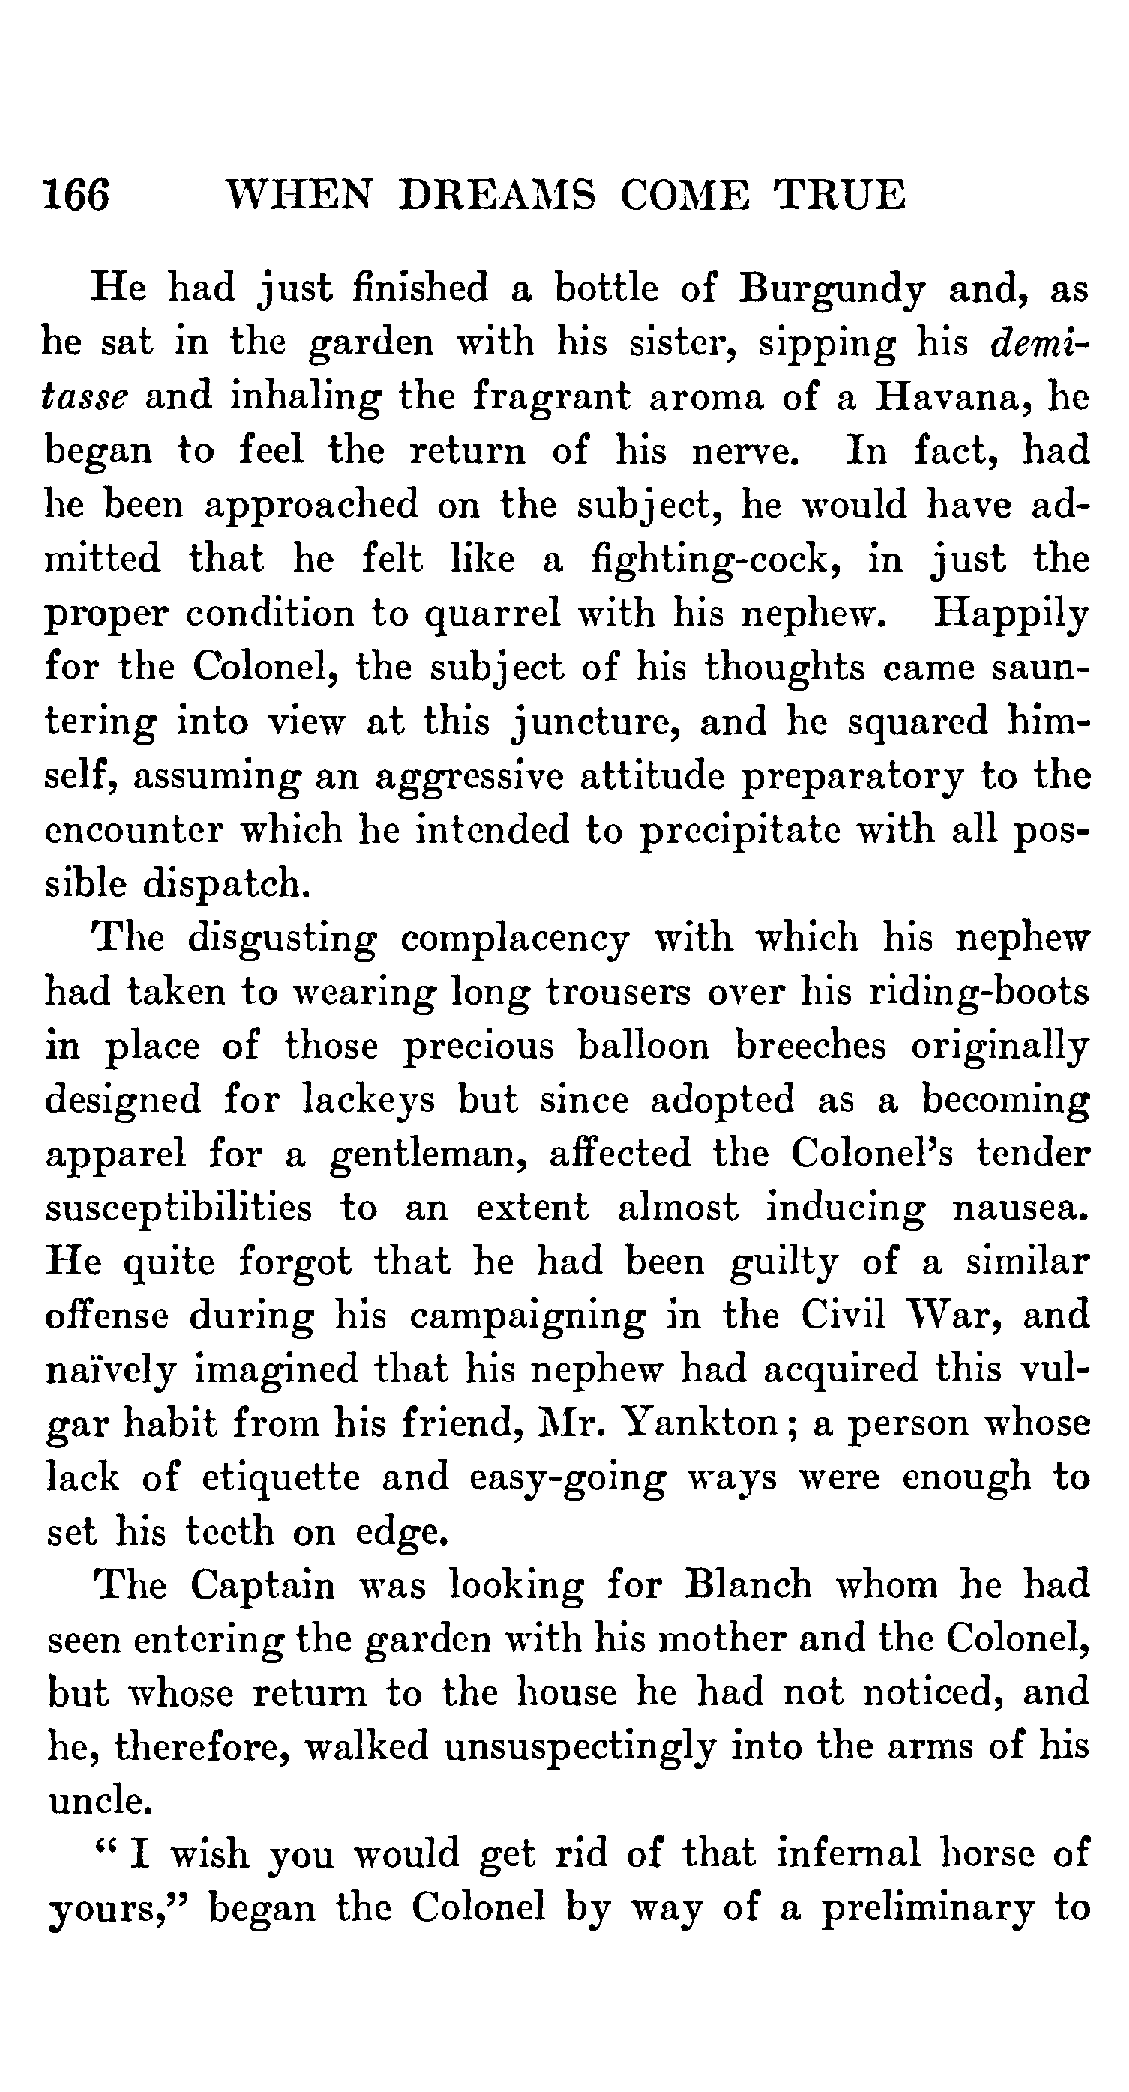 166 WHEN DREAMS COME TRUE
He had just finished a bottle of Burgundy and, as
he sat in the garden with his sister, sipping his demi-
tasse and inhaling the fragrant aroma of a Havana, he
began to feel the return of his nerve. In fact, had
he been approached on the subject, he would have ad-
mitted that he felt like a fighting-cock, in just the
proper condition to quarrel with his nephew. Happily
for the Colonel, the subject of his thoughts came saun-
tering into view at this juncture, and he squared him-
self, assuming an aggressive attitude preparatory to the
encounter which he intended to precipitate with all pos-
sible dispatch.
The disgusting complacency with which his nephew
had taken to wearing long trousers over his riding-boots
in place of those precious balloon breeches originally
designed for lackeys but since adopted as a becoming
apparel for a gentleman, affected the Colonel's tender
susceptibilities to an extent almost inducing nausea.
He quite forgot that he had been guilty of a similar
offense during his campaigning in the Civil War, and
naïvely imagined that his nephew had acquired this vul-
gar habit from his friend, Mr. Yankton; a person whose
lack of etiquette and easy-going ways were enough to
set his teeth on edge.
The Captain was looking for Blanch whom he had
seen entering the garden with his mother and the Colonel,
but whose return to the house he had not noticed, and
he, therefore, walked unsuspectingly into the arms of his
uncle.
"I wish you would get rid of that infernal horse of
yours," began the Colonel by way of a preliminary to